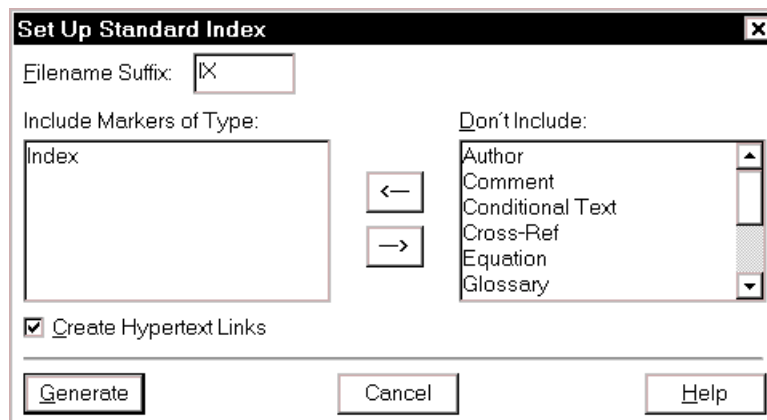 Set Up Standard Index
Filename Suffix: IX
Include Markers of Type: Don't Include:
Index
Author
Comment
Conditional Text
Cross-Ref
Equation
Glossary
<—
—>
Create Hypertext Links
Generate Cancel Help